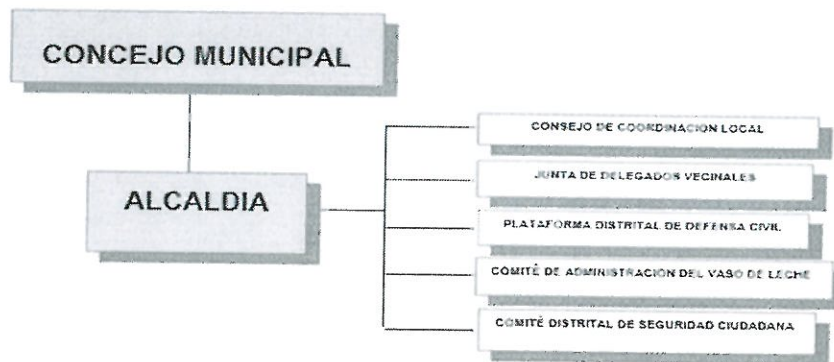 CONCEJO MUNICIPAL
CONSEJO DE COORDINACION LOCAL
JUNTA DE DELEGADOS VECINALES
ALCALDIA
PLATAFORMA DISTRITAL DE DEFENSA CIVIL
COMITÉ DE ADMINISTRACION DEL VASO DE LECHE
COMITÉ DISTRITAL DE SEGURIDAD CIUDADANA